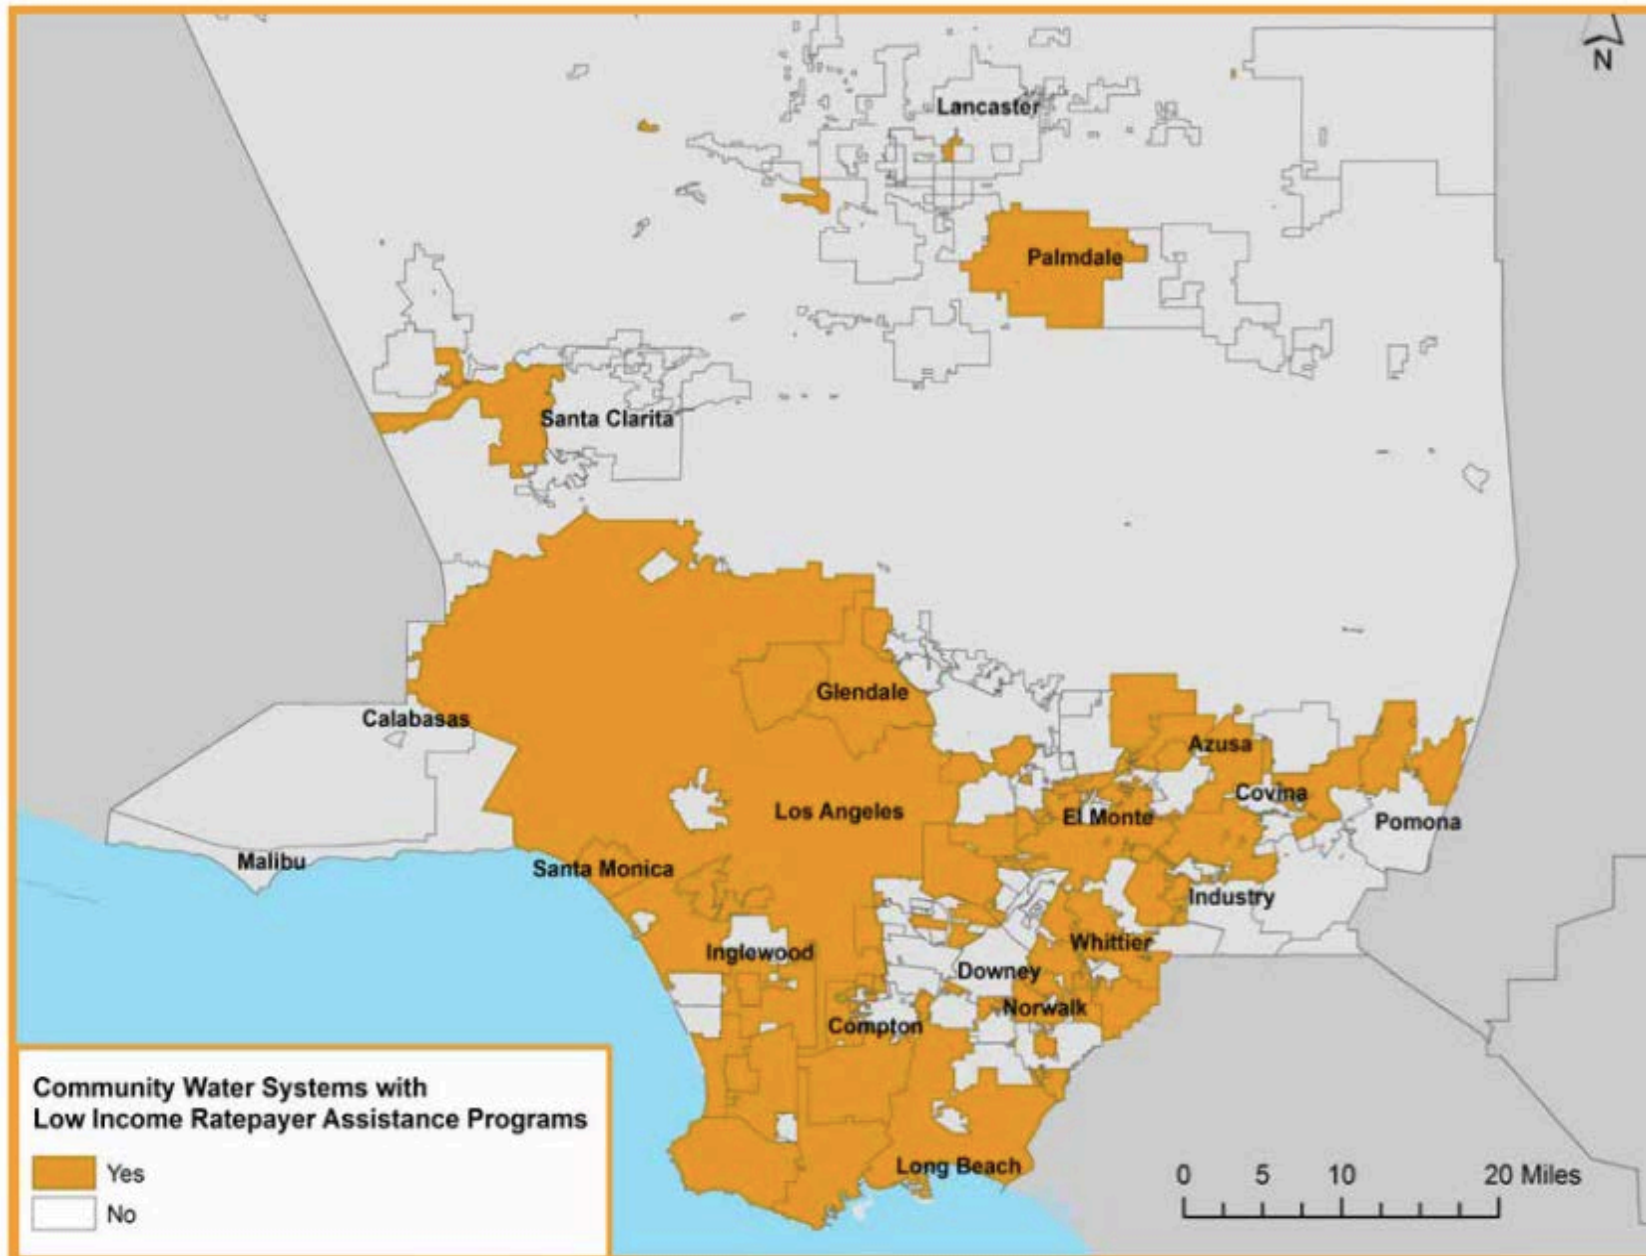 N
Lancaster
Palmdale
Santa Clarita
Glendale
Calabasas
Azusa
Covina
Los Angeles
El Monte
Pomona
Malibu
Santa Monica
Industry
Whittier
Inglewood
Downey
Norwalk
Compton
Long Beach
Community Water Systems with
Low Income Ratepayer Assistance Programs
Yes
No
0 5 10 20 Miles